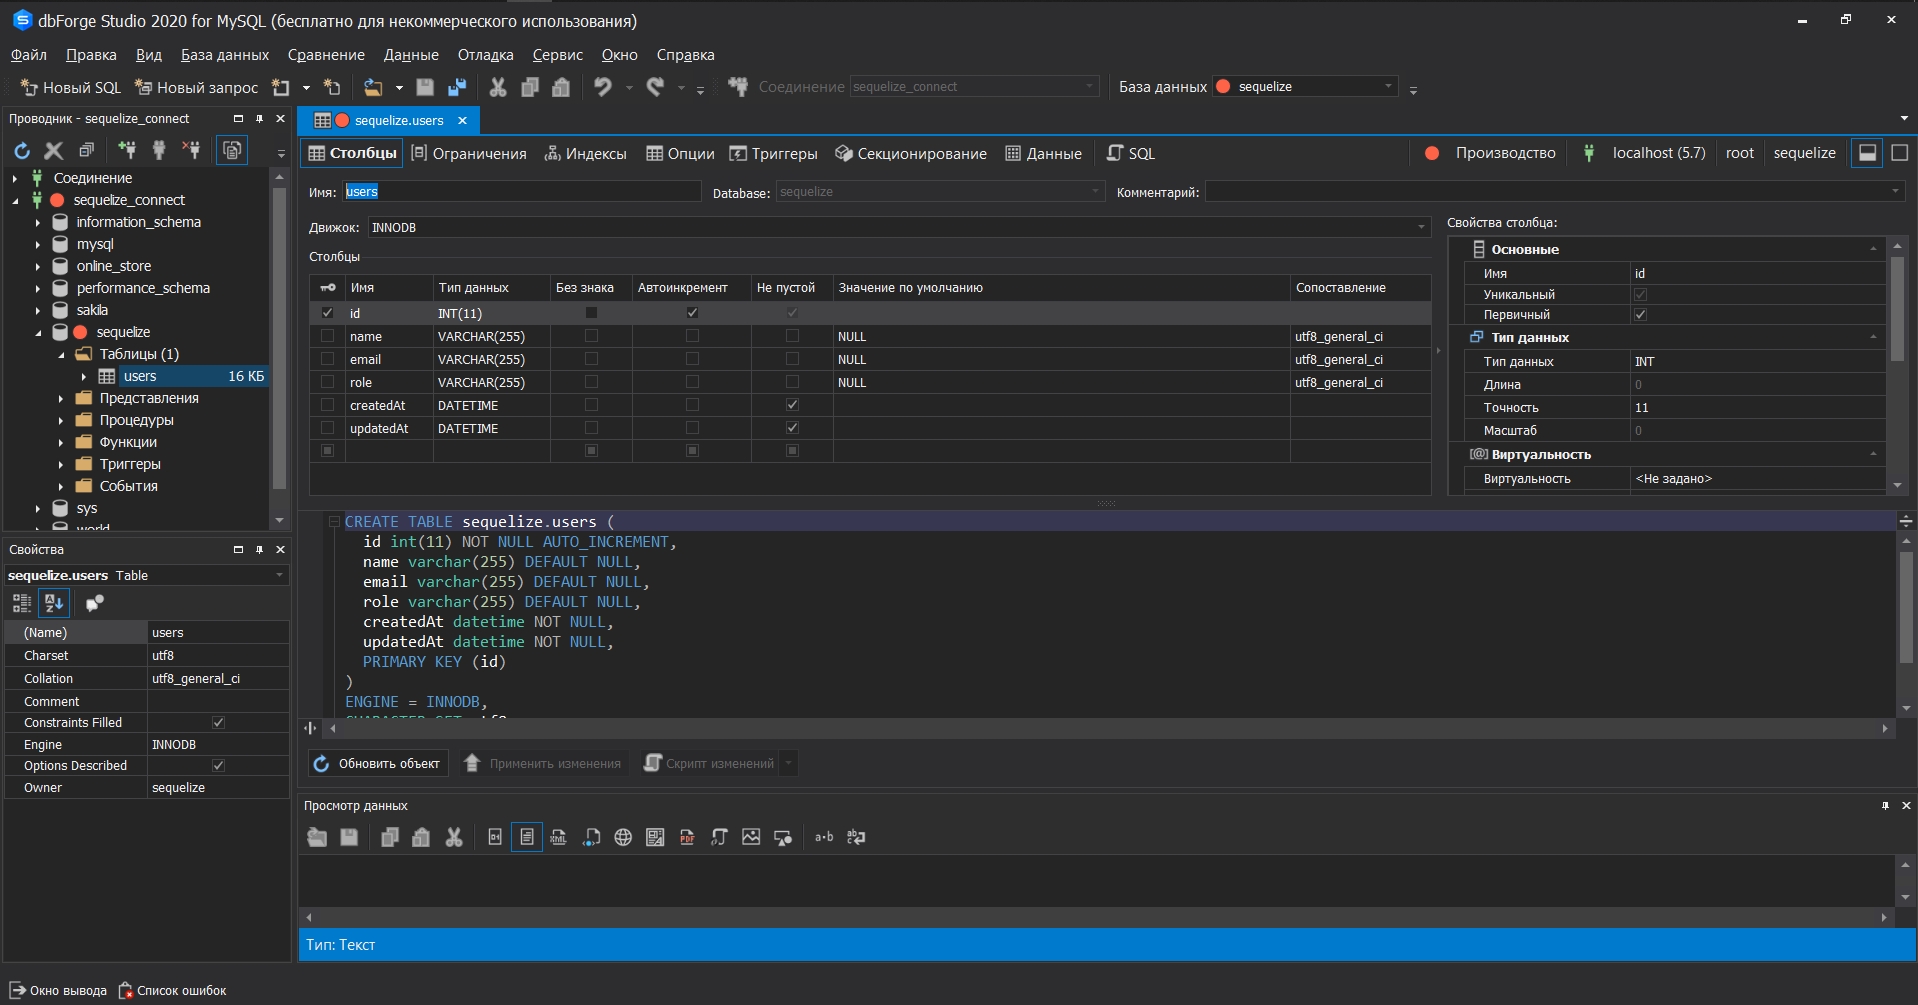 dbForge Studio 2020 for MySQL (бесплатно для некоммерческого использования)
Файл Правка Вид База данных Сравнение Данные Отладка Сервис Окно Справка
Новый SQL Новый запрос Соединение sequelize_connect База данных sequelize
Проводник - sequelize_connect
Соединение
sequelize_connect
information_schema
mysql
online_store
performance_schema
sakila
sequelize
Таблицы (1)
users 16 КБ
Представления
Процедуры
Функции
Триггеры
События
sys
world
Свойства
sequelize.users Table
(Name) users
Charset utf8
Collation utf8_general_ci
Comment
Constraints Filled
Engine INNODB
Options Described
Owner sequelize
sequelize.users
Столбцы Ограничения Индексы Опции Триггеры Секционирование Данные SQL Производство localhost (5.7) root sequelize
Имя: users Database: sequelize Комментарий:
Движок: INNODB
Столбцы
Имя Тип данных Без знака Автоинкремент Не пустой Значение по умолчанию Сопоставление
id INT(11)
name VARCHAR(255) NULL utf8_general_ci
email VARCHAR(255) NULL utf8_general_ci
role VARCHAR(255) NULL utf8_general_ci
createdAt DATETIME
updatedAt DATETIME
Свойства столбца:
Основные
Имя id
Уникальный
Первичный
Тип данных
Тип данных INT
Длина 0
Точность 11
Масштаб 0
[@] Виртуальность
Виртуальность <Не задано>
CREATE TABLE sequelize.users (
id int(11) NOT NULL AUTO_INCREMENT,
name varchar(255) DEFAULT NULL,
email varchar(255) DEFAULT NULL,
role varchar(255) DEFAULT NULL,
createdAt datetime NOT NULL,
updatedAt datetime NOT NULL,
PRIMARY KEY (id)
)
ENGINE = INNODB,
Обновить объект Применить изменения Скрипт изменений
Просмотр данных
XML PDF a•b
Тип: Текст
Окно вывода Список ошибок